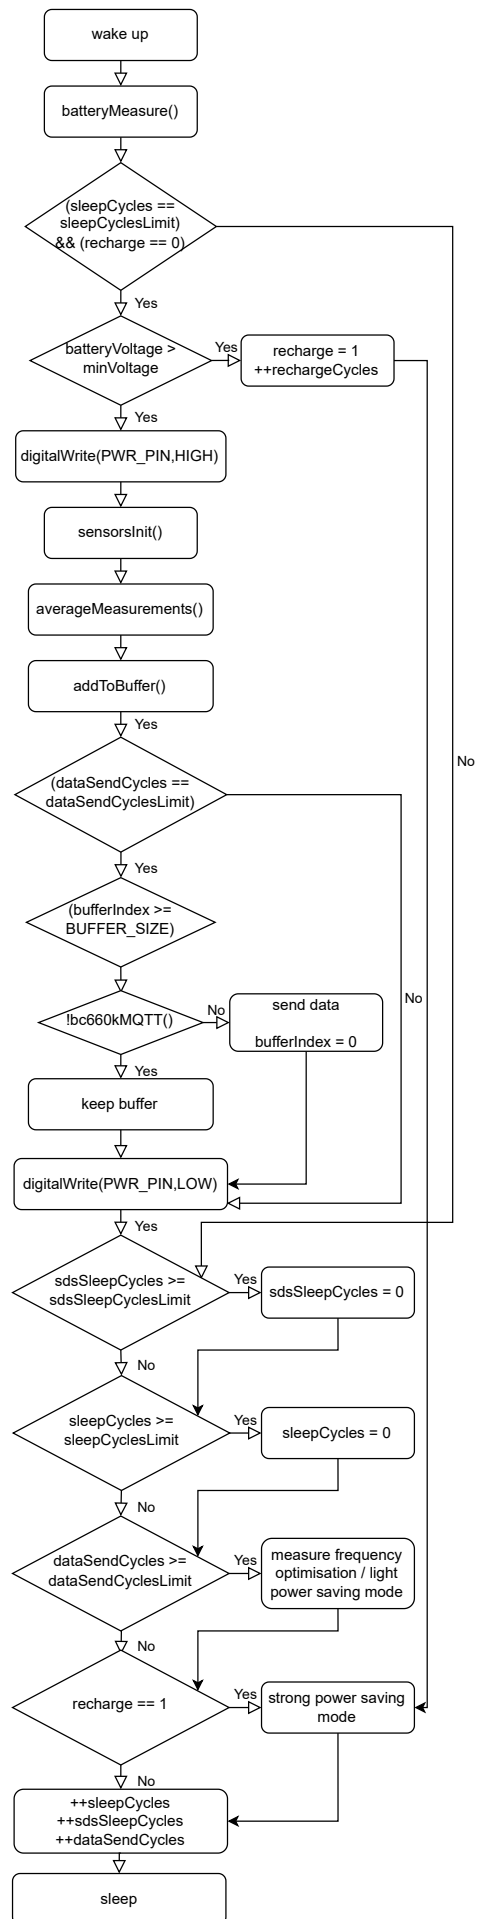 wake up
batteryMeasure()
(sleepCycles ==
sleepCyclesLimit)
&& (recharge == 0)
Yes
batteryVoltage >
minVoltage
Yes
recharge = 1
++rechargeCycles
Yes
digitalWrite(PWR_PIN,HIGH)
sensorsInit()
averageMeasurements()
addToBuffer()
Yes
(dataSendCycles ==
dataSendCyclesLimit)
No
Yes
(bufferIndex >=
BUFFER_SIZE)
!bc660kMQTT()
No
send data
bufferIndex = 0
No
Yes
keep buffer
digitalWrite(PWR_PIN,LOW)
Yes
sdsSleepCycles >=
sdsSleepCyclesLimit
Yes
sdsSleepCycles = 0
No
sleepCycles >=
sleepCyclesLimit
Yes
sleepCycles = 0
No
dataSendCycles >=
dataSendCyclesLimit
Yes
measure frequency
optimisation / light
power saving mode
No
recharge == 1
Yes
strong power saving
mode
No
++sleepCycles
++sdsSleepCycles
++dataSendCycles
sleep